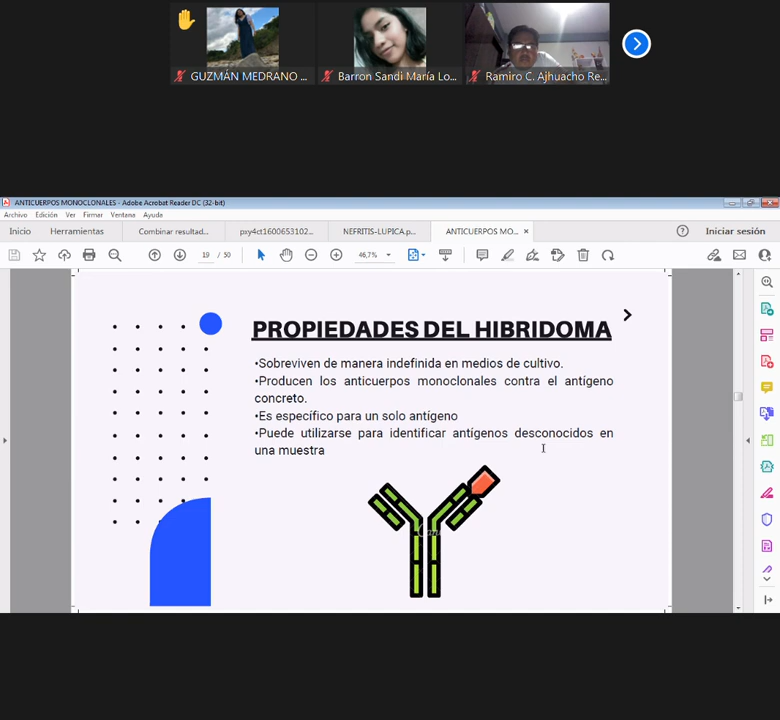 GUZMÁN MEDRANO ...
Barron Sandi María Lo...
Ramiro C. Ajhuacho Re...
ANTICUERPOS MONOCLONALES - Adobe Acrobat Reader DC (32-bit)
Archivo Edición Ver Firmar Ventana Ayuda
Inicio Herramientas Combinar resultad... psy4ct1600653102... NEFRITIS-LUPICA.p... ANTICUERPOS MO... × Iniciar sesión
19 / 50 46,7%
PROPIEDADES DEL HIBRIDOMA
•Sobreviven de manera indefinida en medios de cultivo.
•Producen los anticuerpos monoclonales contra el antígeno
concreto.
•Es específico para un solo antígeno
•Puede utilizarse para identificar antígenos desconocidos en
una muestra